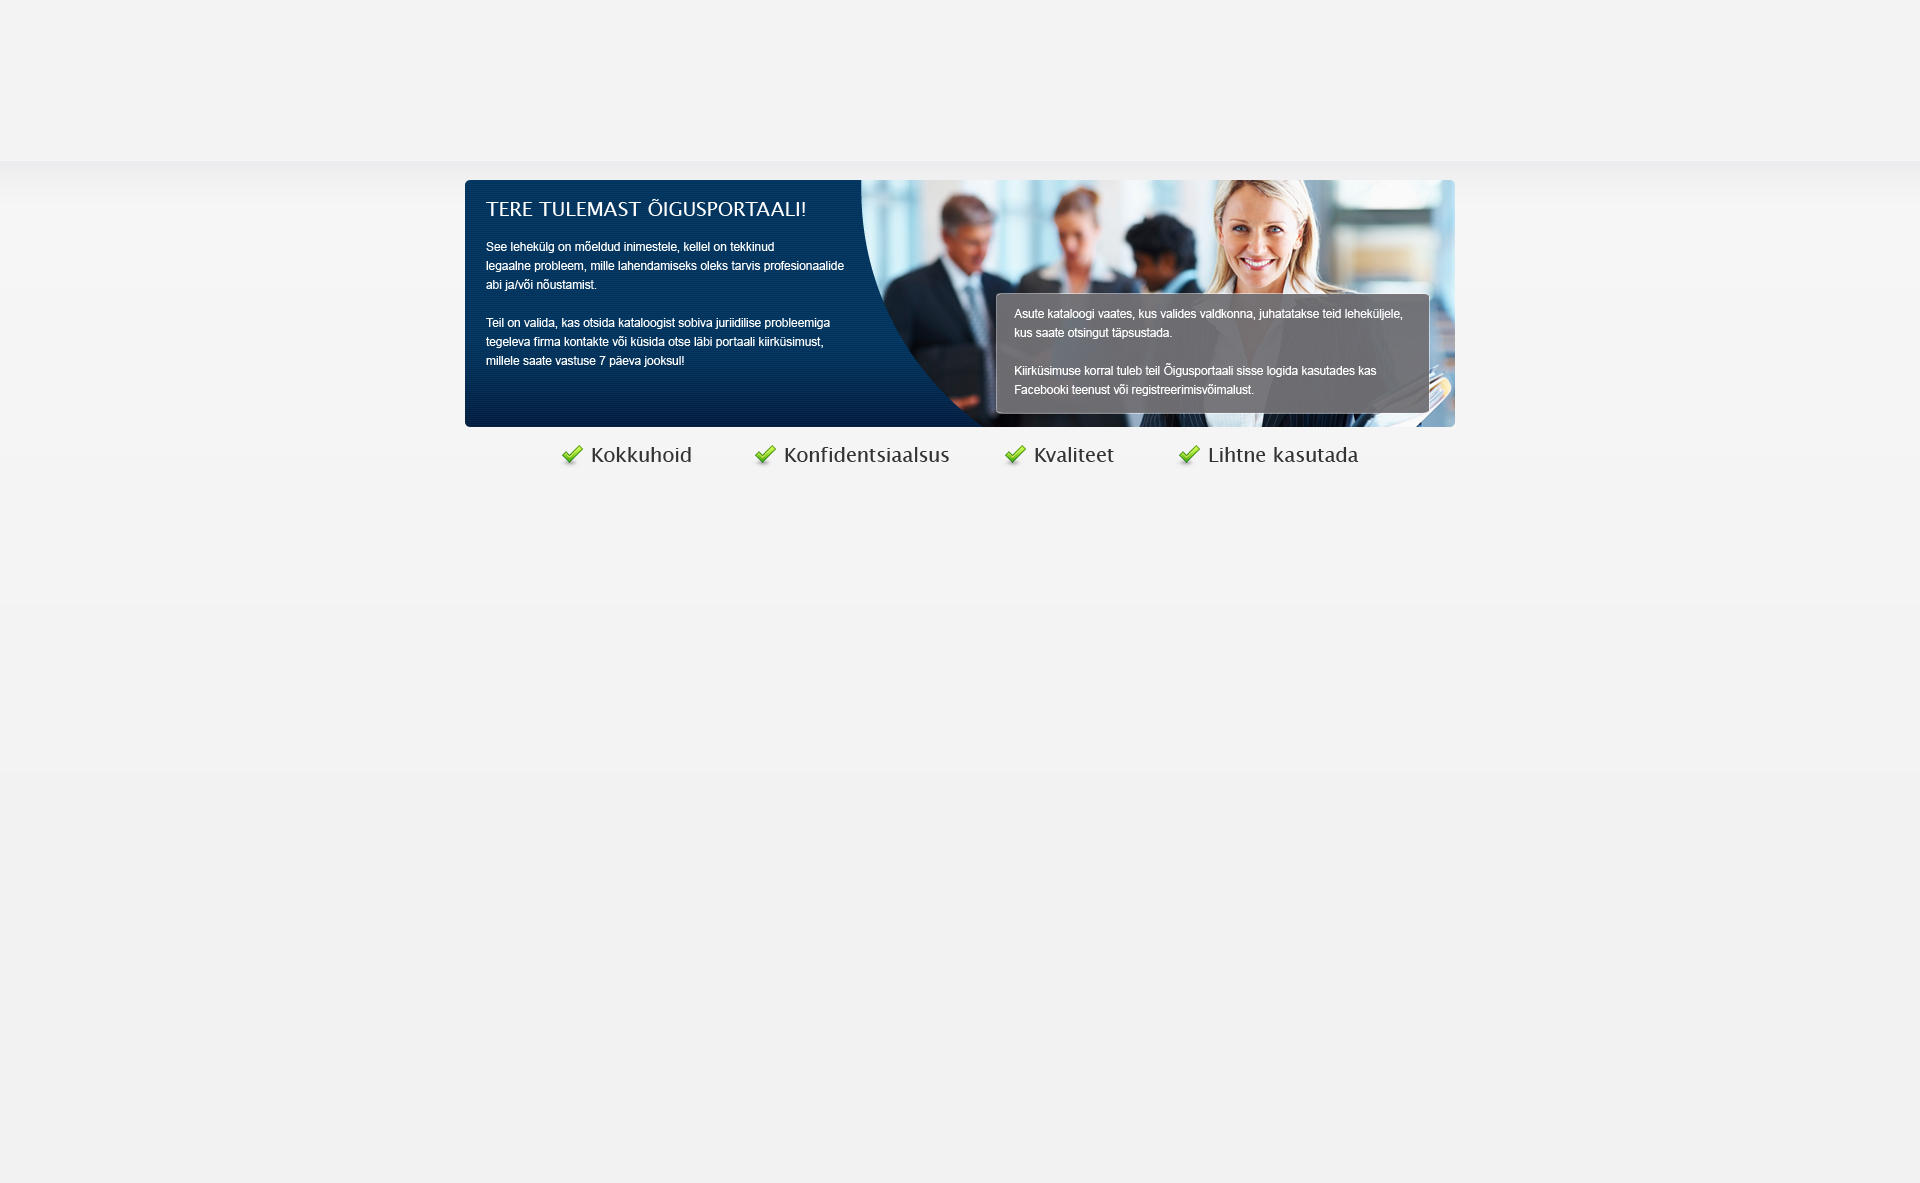 TERE TULEMAST ÕIGUSPORTAALI!
See lehekülg on mõeldud inimestele, kellel on tekkinud
legaalne probleem, mille lahendamiseks oleks tarvis profesionaalide
abi ja/või nõustamist.
Teil on valida, kas otsida kataloogist sobiva juriidilise probleemiga
tegeleva firma kontakte või küsida otse läbi portaali kiirküsimust,
millele saate vastuse 7 päeva jooksul!
Asute kataloogi vaates, kus valides valdkonna, juhatatakse teid leheküljele,
kus saate otsingut täpsustada.
Kiirküsimuse korral tuleb teil Õigusportaali sisse logida kasutades kas
Facebooki teenust või registreerimisvõimalust.
Kokkuhoid
Konfidentsiaalsus
Kvaliteet
Lihtne kasutada